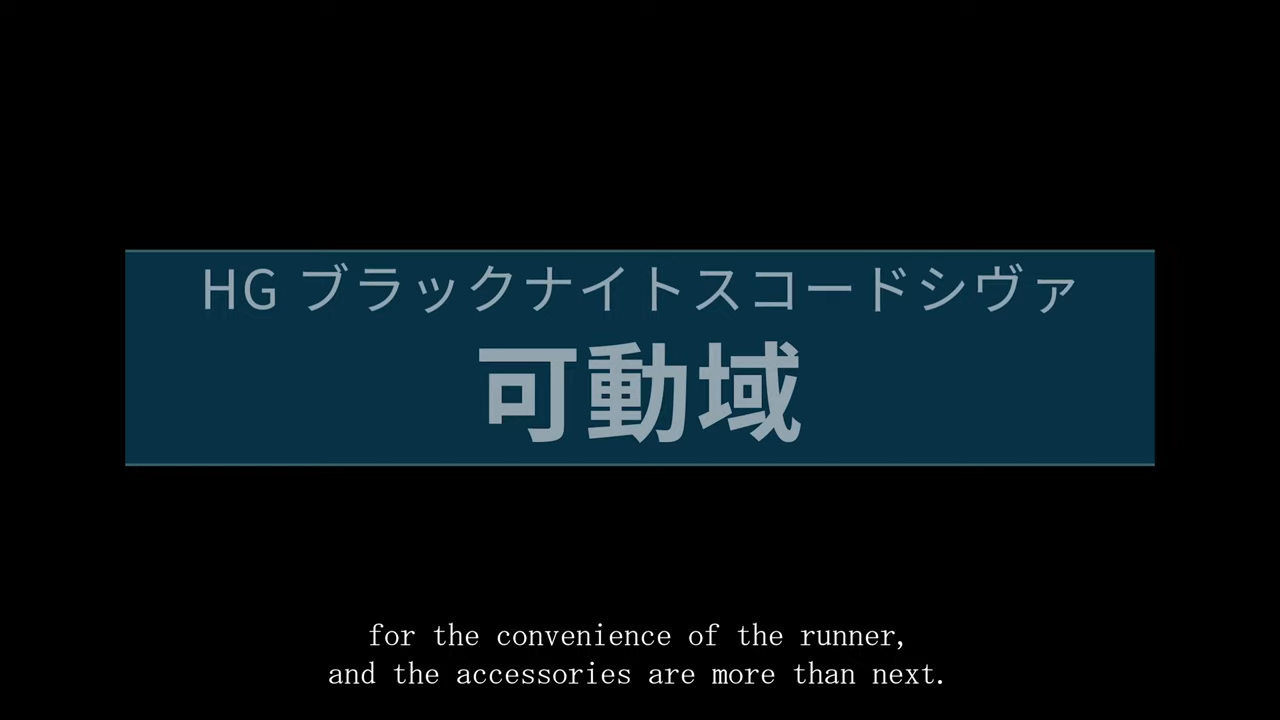 HG ブラックナイトスコードシヴァ
可動域
for the convenience of the runner,
and the accessories are more than next.